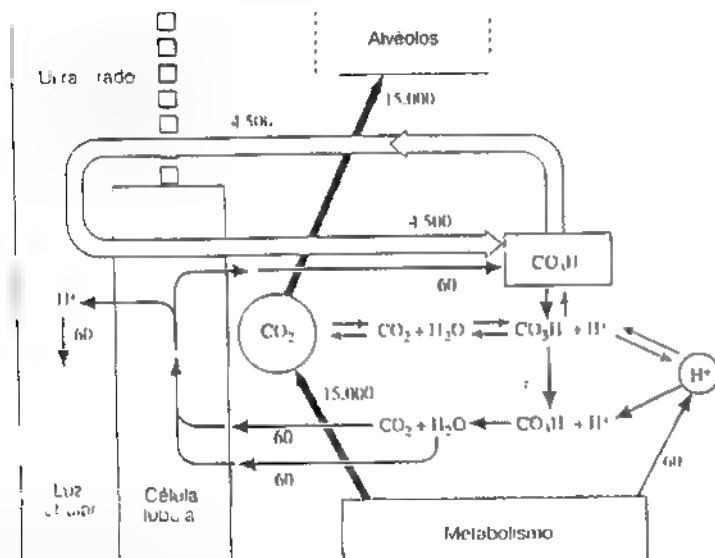 Alvéolos
15.000
4.500
4.500
60
H⁺
60
CO₂
CO₂ + H₂O
CO₃H + H⁺
H⁺
15.000
60
CO₂ + H₂O
CO₃H + H⁺
60
60
Luz
Célula
Metabolismo